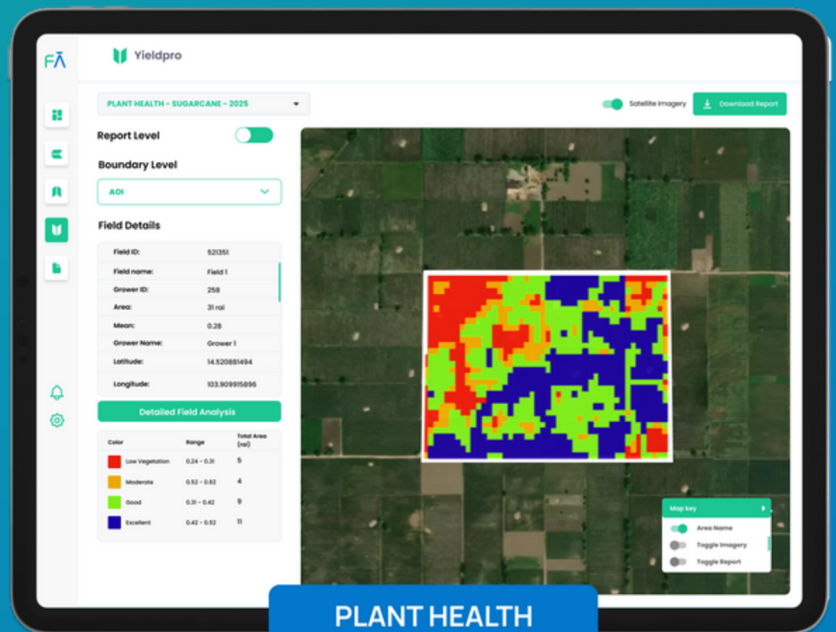 FA
Yieldpro
PLANT HEALTH - SUGARCANE - 2025
Satellite Imagery
Download Report
Report Level
Boundary Level
AOI
Field Details
Field ID: 521351
Field name: Field 1
Grower ID: 258
Area: 31 rai
Mean: 0.28
Grower Name: Grower 1
Latitude: 14.520881494
Longitude: 103.909915896
Detailed Field Analysis
Color Range Total Area (rai)
Low Vegetation 0.24 - 0.31 5
Moderate 0.52 - 0.62 4
Good 0.31 - 0.42 9
Excellent 0.42 - 0.52 11
Map key
Area Name
Toggle Imagery
Toggle Report
PLANT HEALTH